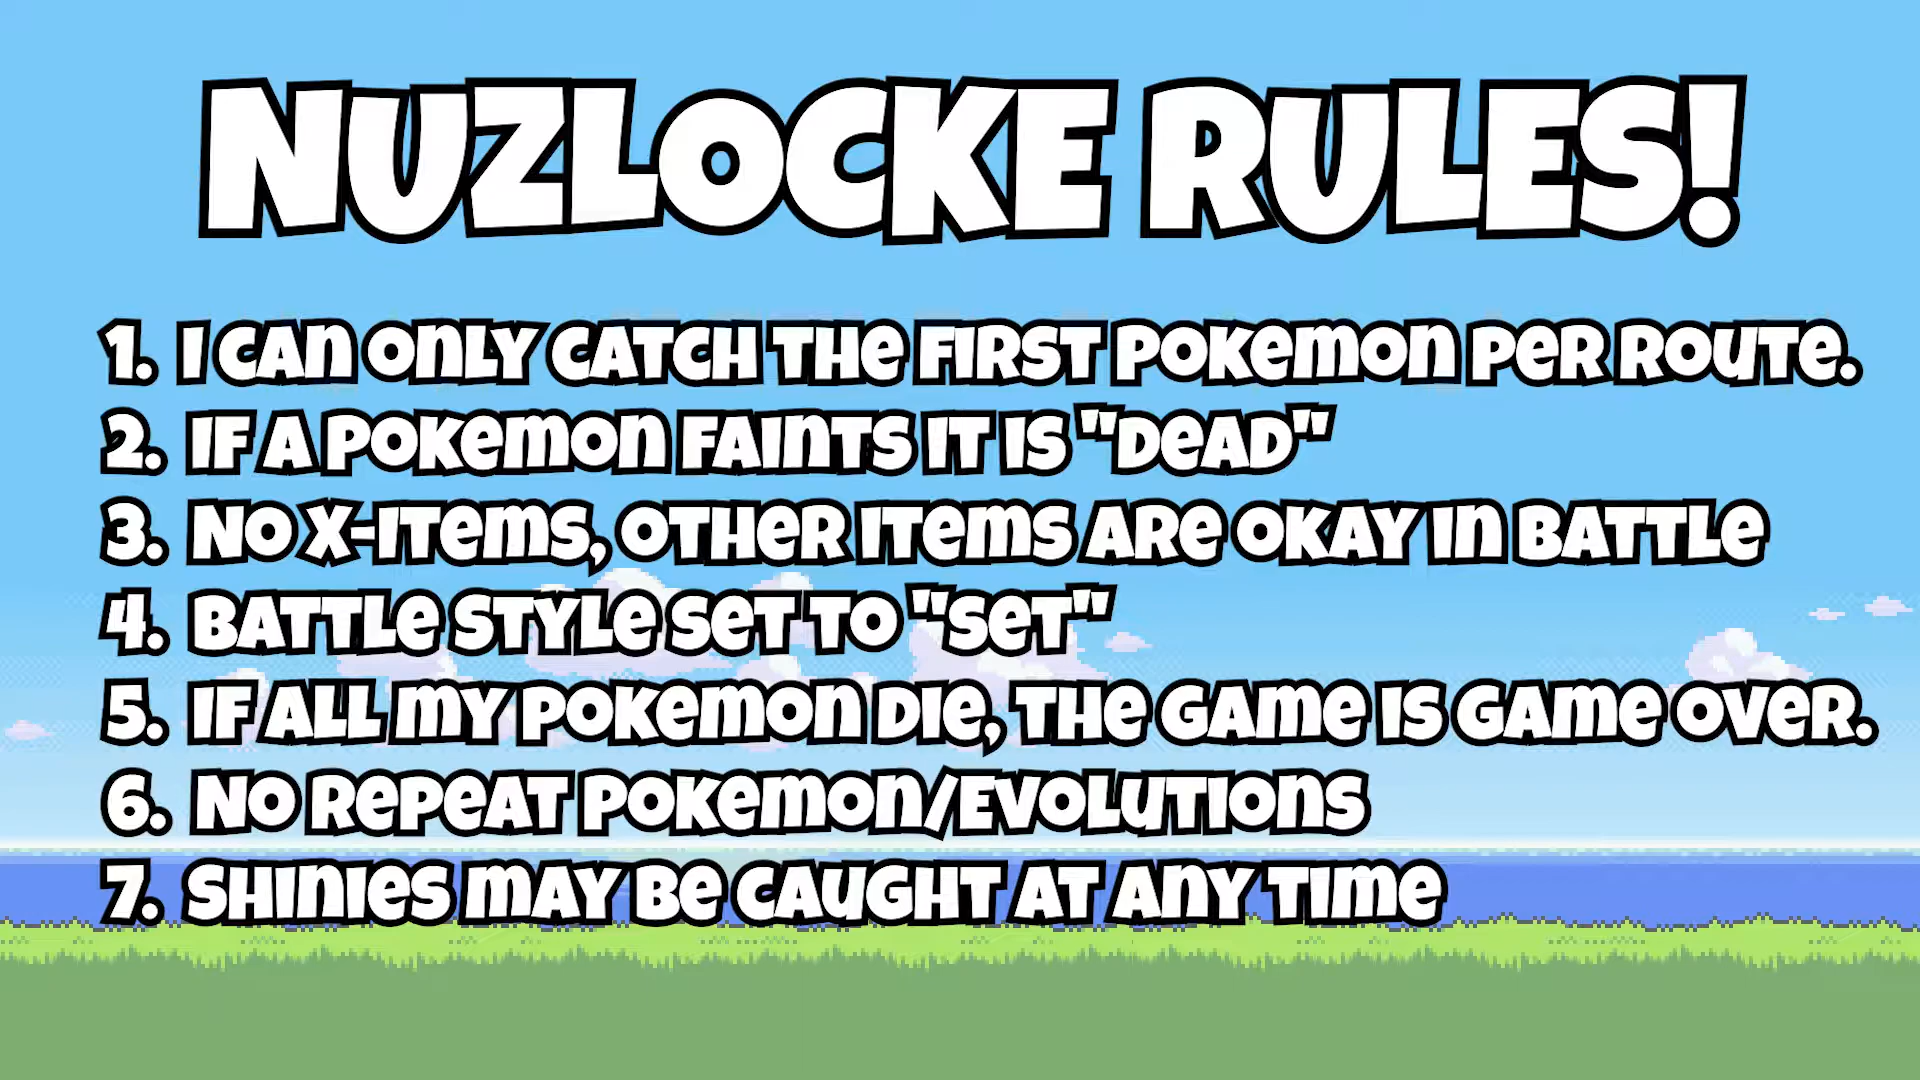 NUZLOCKE RULES!
1. I CAN ONLY CATCH THE FIRST POKEMON PER ROUTE.
2. IF A POKEMON FAINTS IT IS "DEAD"
3. NO X-ITEMS, OTHER ITEMS ARE OKAY IN BATTLE
4. BATTLE STYLE SET TO "SET"
5. IF ALL MY POKEMON DIE, THE GAME IS GAME OVER.
6. NO REPEAT POKEMON/EVOLUTIONS
7. SHINIES MAY BE CAUGHT AT ANY TIME